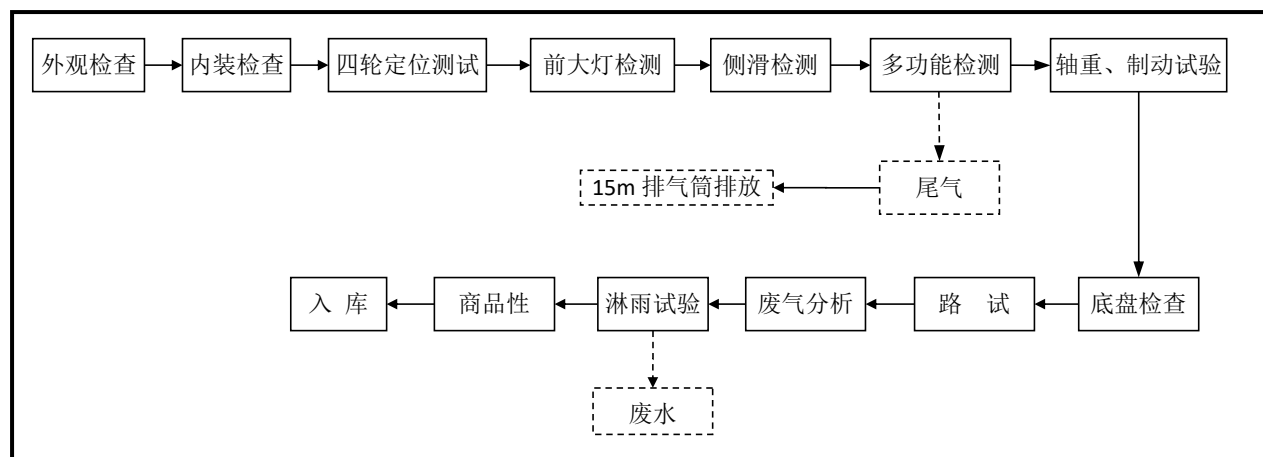 外观检查
内装检查
四轮定位测试
前大灯检测
侧滑检测
多功能检测
轴重、制动试验
15m 排气筒排放
尾气
入 库
商品性
淋雨试验
废气分析
路 试
底盘检查
废水